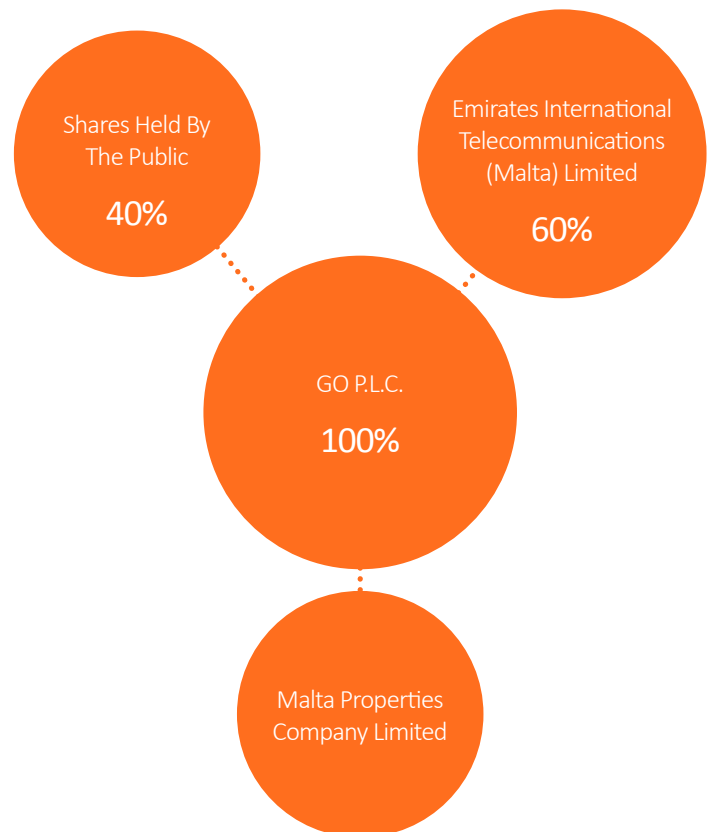 Shares Held By
The Public
40%
Emirates International
Telecommunications
(Malta) Limited
60%
GO P.L.C.
100%
Malta Properties
Company Limited